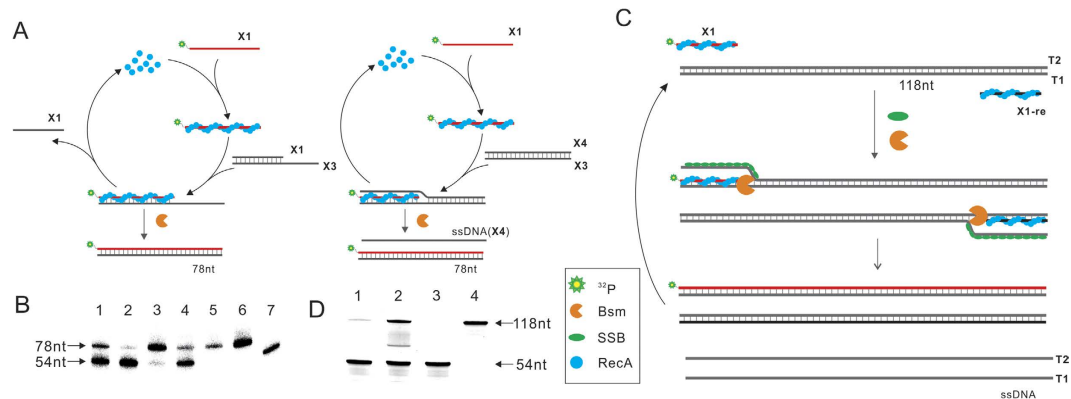 A
X1
X1
X3
78nt
X1
X4
X3
ssDNA(X4)
78nt
B
1 2 3 4 5 6 7
78nt
54nt
C
X1
T2
T1
118nt
X1-re
T2
T1
ssDNA
D
1 2 3 4
118nt
54nt
32P
Bsm
SSB
RecA